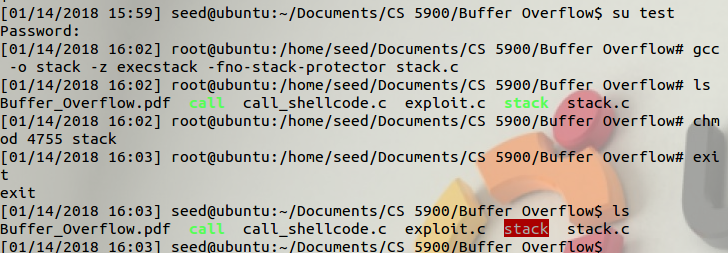 [01/14/2018 15:59] seed@ubuntu:~/Documents/CS 5900/Buffer Overflow$ su test
Password:
[01/14/2018 16:02] root@ubuntu:/home/seed/Documents/CS 5900/Buffer Overflow# gcc
 -o stack -z execstack -fno-stack-protector stack.c
[01/14/2018 16:02] root@ubuntu:/home/seed/Documents/CS 5900/Buffer Overflow# ls
Buffer_Overflow.pdf  call  call_shellcode.c  exploit.c  stack  stack.c
[01/14/2018 16:02] root@ubuntu:/home/seed/Documents/CS 5900/Buffer Overflow# chm
od 4755 stack
[01/14/2018 16:03] root@ubuntu:/home/seed/Documents/CS 5900/Buffer Overflow# exi
t
exit
[01/14/2018 16:03] seed@ubuntu:~/Documents/CS 5900/Buffer Overflow$ ls
Buffer_Overflow.pdf  call  call_shellcode.c  exploit.c  stack  stack.c
[01/14/2018 16:03] seed@ubuntu:~/Documents/CS 5900/Buffer Overflow$